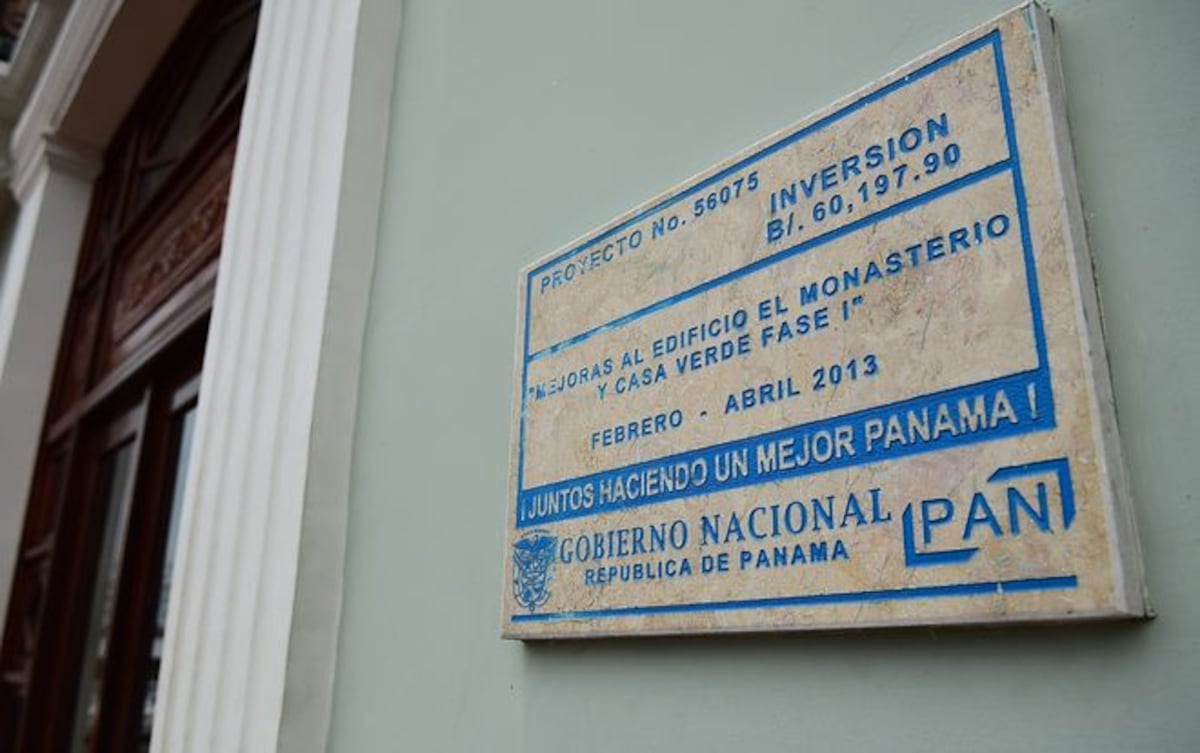 PROYECTO No. 56075
INVERSION
B/. 60,197.90
"MEJORAS AL EDIFICIO EL MONASTERIO
Y CASA VERDE FASE I"
FEBRERO - ABRIL 2013
¡JUNTOS HACIENDO UN MEJOR PANAMA!
GOBIERNO NACIONAL
REPUBLICA DE PANAMA
PAN